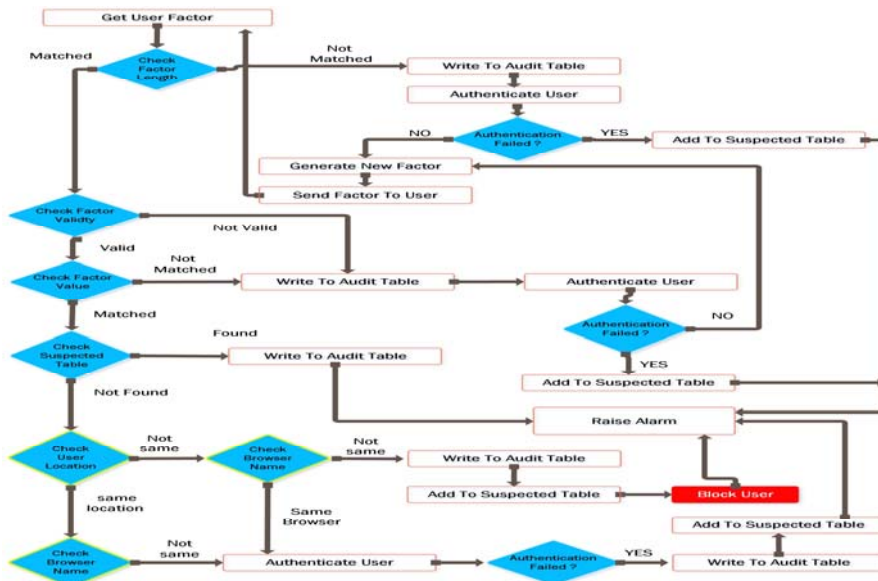 Get User Factor
Matched
Check
Factor
Length
Not
Matched
Write To Audit Table
Authenticate User
NO
Authentication
Failed ?
YES
Add To Suspected Table
Generate New Factor
Send Factor To User
Check Factor
Validty
Not Valid
Valid
Check Factor
Value
Not
Matched
Write To Audit Table
Authenticate User
Matched
Authentication
Failed ?
NO
YES
Check
Suspected
Table
Found
Write To Audit Table
Add To Suspected Table
Not Found
Raise Alarm
Check
User
Location
Not
same
Check
Browser
Name
Not
same
Write To Audit Table
Add To Suspected Table
Block User
same
location
Same
Browser
Add To Suspected Table
Check
Browser
Name
Not
same
Authenticate User
Authentication
Failed ?
YES
Write To Audit Table